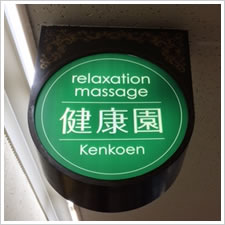 relaxation
massage
健康園
Kenkoen